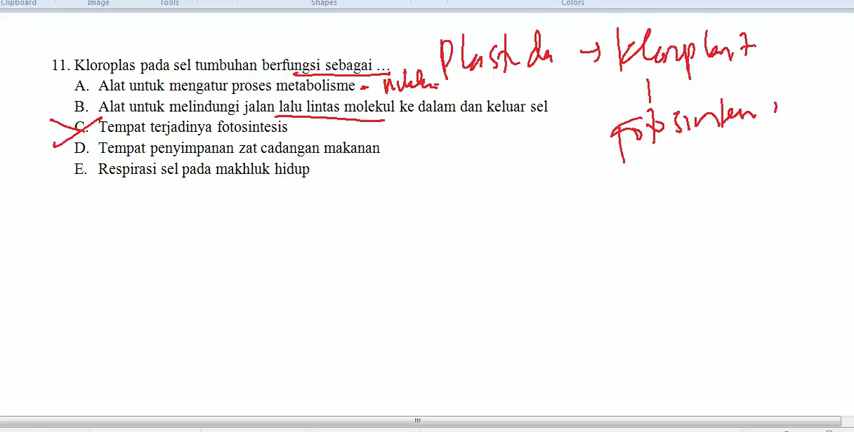 Clipboard Image Tools Shapes Colors
Plastida → kloroplast
11. Kloroplas pada sel tumbuhan berfungsi sebagai …
A. Alat untuk mengatur proses metabolisme
B. Alat untuk melindungi jalan lalu lintas molekul ke dalam dan keluar sel
C. Tempat terjadinya fotosintesis
D. Tempat penyimpanan zat cadangan makanan
E. Respirasi sel pada makhluk hidup